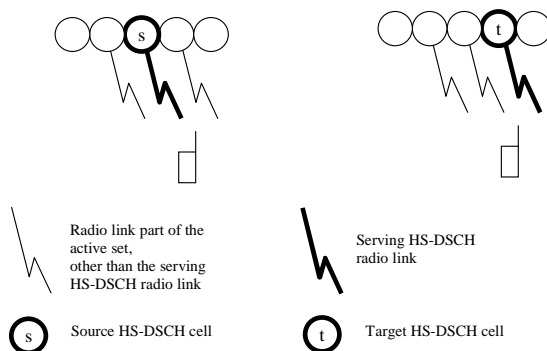 s
t
Radio link part of the
active set,
other than the serving
HS-DSCH radio link
Serving HS-DSCH
radio link
s
Source HS-DSCH cell
t
Target HS-DSCH cell